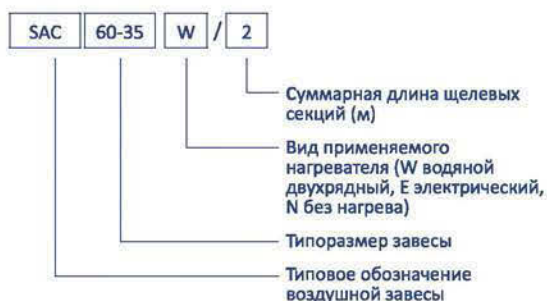 SAC 60-35 W / 2
Суммарная длина щелевых
секций (м)
Вид применяемого
нагревателя (W водяной
двухрядный, E электрический,
N без нагрева)
Типоразмер завесы
Типовое обозначение
воздушной завесы